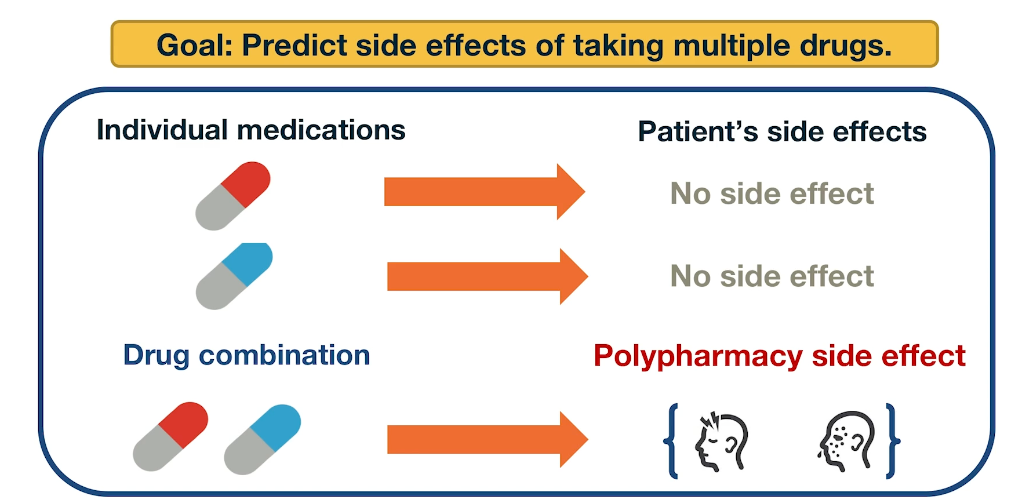 Goal: Predict side effects of taking multiple drugs.
Individual medications
Patient's side effects
No side effect
No side effect
Drug combination
Polypharmacy side effect
{ }